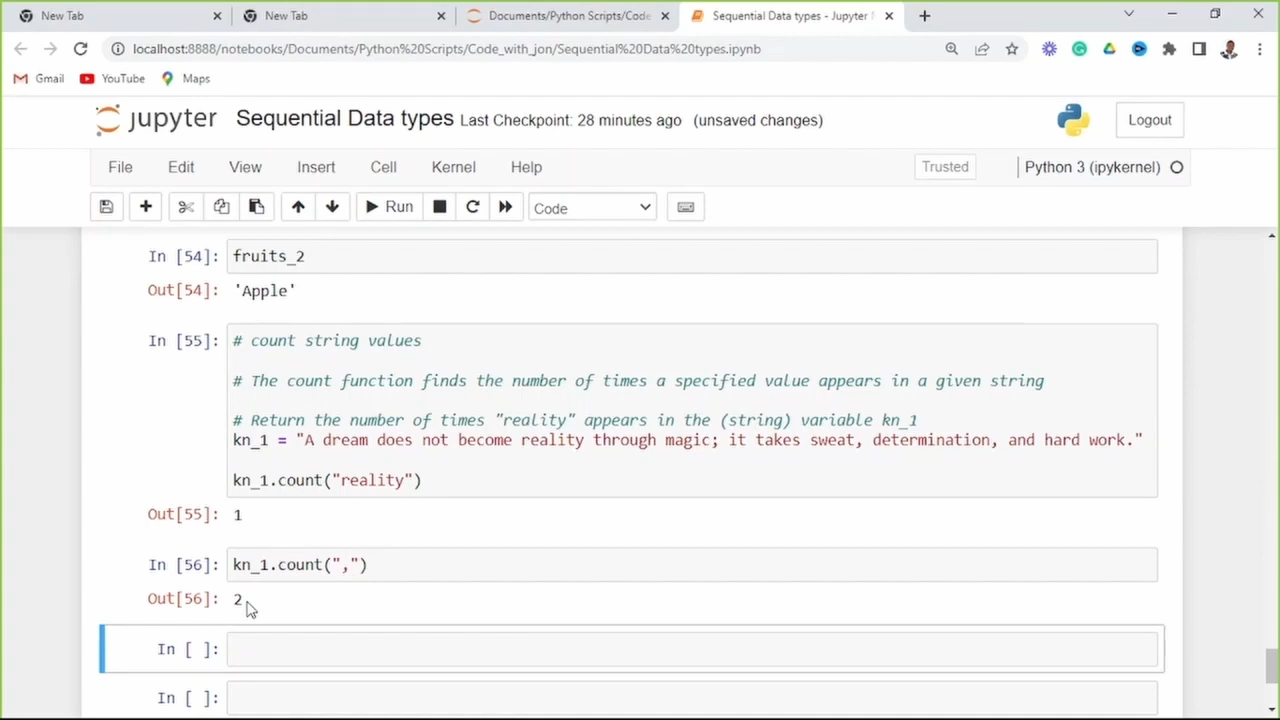 New Tab
New Tab
Documents/Python Scripts/Code_
Sequential Data types - Jupyter N
localhost:8888/notebooks/Documents/Python%20Scripts/Code_with_jon/Sequential%20Data%20types.ipynb
Gmail
YouTube
Maps
jupyter
Sequential Data types Last Checkpoint: 28 minutes ago (unsaved changes)
Logout
File Edit View Insert Cell Kernel Help
Trusted
Python 3 (ipykernel)
Run
Code
In [54]: fruits_2
Out[54]: 'Apple'
In [55]: # count string values
# The count function finds the number of times a specified value appears in a given string
# Return the number of times "reality" appears in the (string) variable kn_1
kn_1 = "A dream does not become reality through magic; it takes sweat, determination, and hard work."
kn_1.count("reality")
Out[55]: 1
In [56]: kn_1.count(",")
Out[56]: 2
In [ ]:
In [ ]: